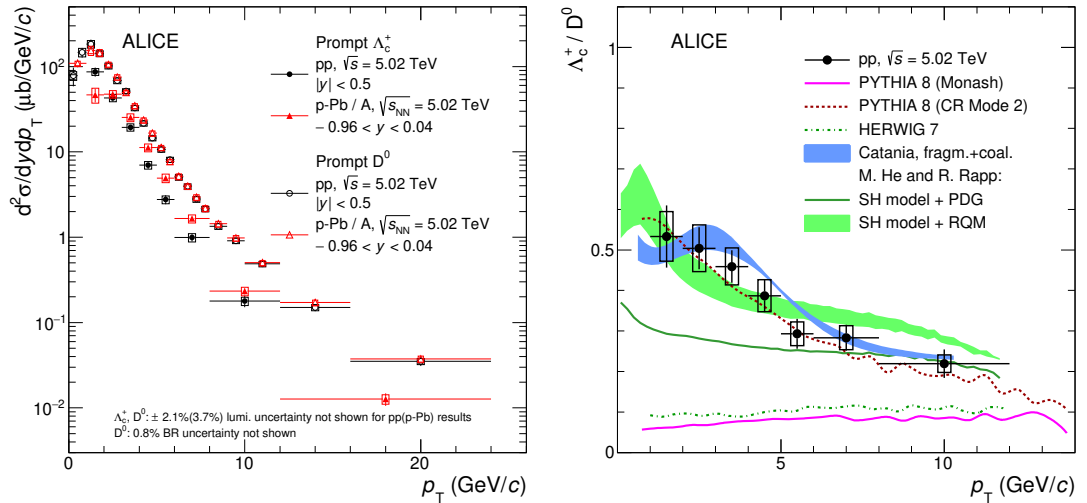 ALICE
Prompt Λc+
pp, √s = 5.02 TeV
|y| < 0.5
p-Pb / A, √sNN = 5.02 TeV
− 0.96 < y < 0.04
Prompt D0
pp, √s = 5.02 TeV
|y| < 0.5
p-Pb / A, √sNN = 5.02 TeV
− 0.96 < y < 0.04
Λc+, D0: ± 2.1%(3.7%) lumi. uncertainty not shown for pp(p-Pb) results
D0: 0.8% BR uncertainty not shown
d2σ/dydpT (μb/GeV/c)
10^2
10
1
10^−1
10^−2
0 10 20
pT (GeV/c)
ALICE
pp, √s = 5.02 TeV
PYTHIA 8 (Monash)
PYTHIA 8 (CR Mode 2)
HERWIG 7
Catania, fragm.+coal.
M. He and R. Rapp:
SH model + PDG
SH model + RQM
Λc+ / D0
1
0.5
0
5 10
pT (GeV/c)